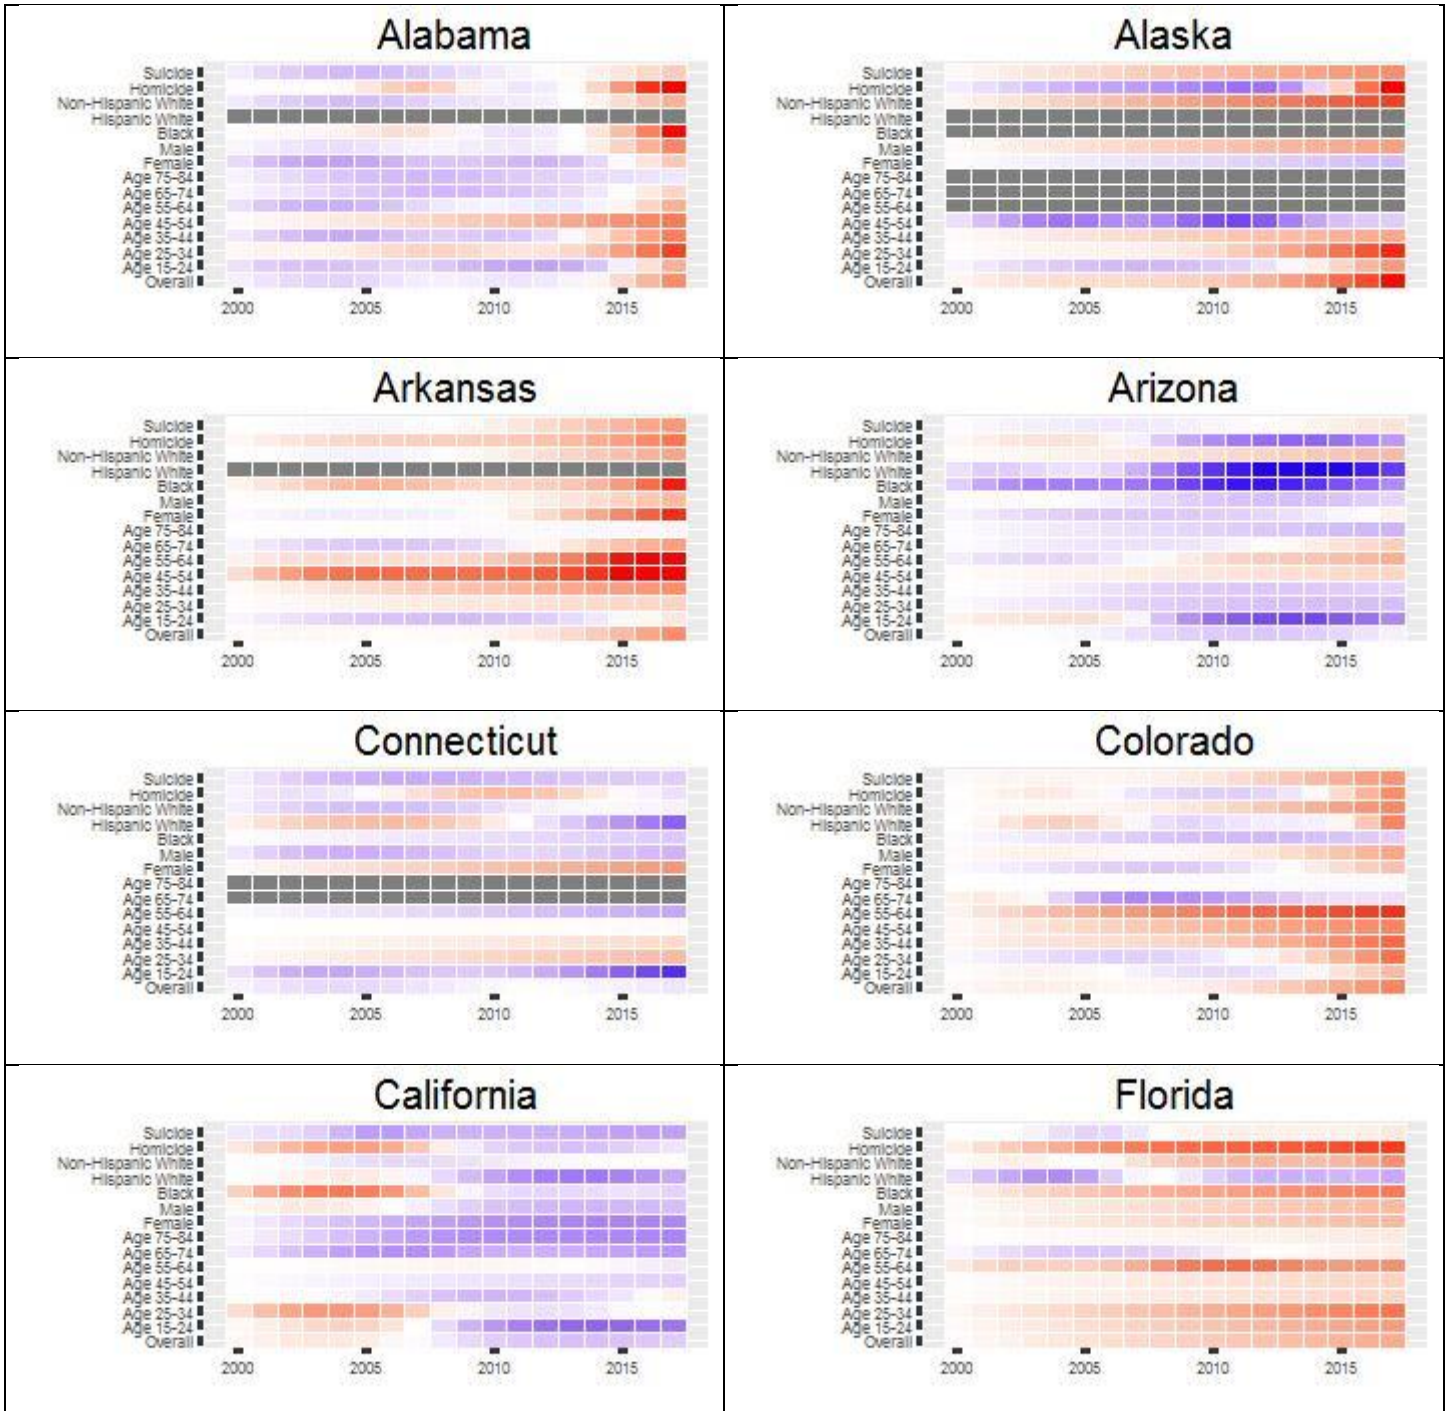 Alabama
Suicide
Homicide
Non-Hispanic White
Hispanic White
Black
Male
Female
Age 75-84
Age 65-74
Age 55-64
Age 45-54
Age 35-44
Age 25-34
Age 15-24
Overall
2000 2005 2010 2015
Alaska
Suicide
Homicide
Non-Hispanic White
Hispanic White
Black
Male
Female
Age 75-84
Age 65-74
Age 55-64
Age 45-54
Age 35-44
Age 25-34
Age 15-24
Overall
2000 2005 2010 2015
Arkansas
Suicide
Homicide
Non-Hispanic White
Hispanic White
Black
Male
Female
Age 75-84
Age 65-74
Age 55-64
Age 45-54
Age 35-44
Age 25-34
Age 15-24
Overall
2000 2005 2010 2015
Arizona
Suicide
Homicide
Non-Hispanic White
Hispanic White
Black
Male
Female
Age 75-84
Age 65-74
Age 55-64
Age 45-54
Age 35-44
Age 25-34
Age 15-24
Overall
2000 2005 2010 2015
Connecticut
Suicide
Homicide
Non-Hispanic White
Hispanic White
Black
Male
Female
Age 75-84
Age 65-74
Age 55-64
Age 45-54
Age 35-44
Age 25-34
Age 15-24
Overall
2000 2005 2010 2015
Colorado
Suicide
Homicide
Non-Hispanic White
Hispanic White
Black
Male
Female
Age 75-84
Age 65-74
Age 55-64
Age 45-54
Age 35-44
Age 25-34
Age 15-24
Overall
2000 2005 2010 2015
California
Suicide
Homicide
Non-Hispanic White
Hispanic White
Black
Male
Female
Age 75-84
Age 65-74
Age 55-64
Age 45-54
Age 35-44
Age 25-34
Age 15-24
Overall
2000 2005 2010 2015
Florida
Suicide
Homicide
Non-Hispanic White
Hispanic White
Black
Male
Female
Age 75-84
Age 65-74
Age 55-64
Age 45-54
Age 35-44
Age 25-34
Age 15-24
Overall
2000 2005 2010 2015